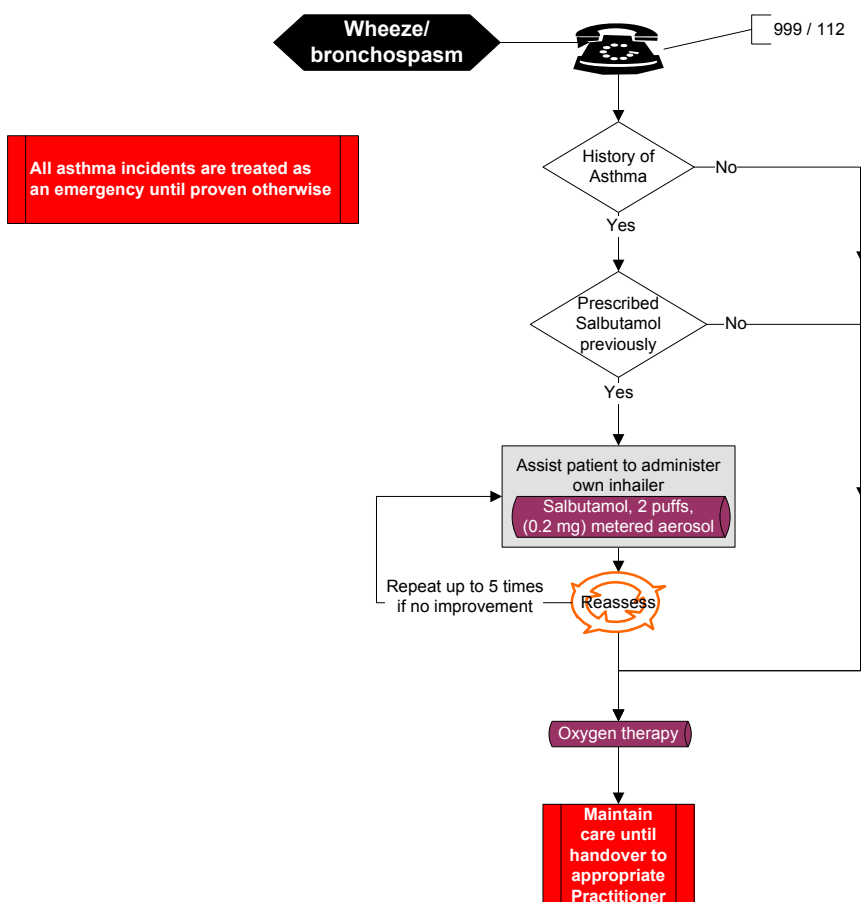 Wheeze/
bronchospasm
999 / 112
All asthma incidents are treated as
an emergency until proven otherwise
History of
Asthma
No
Yes
Prescribed
Salbutamol
previously
No
Yes
Assist patient to administer
own inhailer
Salbutamol, 2 puffs,
(0.2 mg) metered aerosol
Repeat up to 5 times
if no improvement
Reassess
Oxygen therapy
Maintain
care until
handover to
appropriate
Practitioner